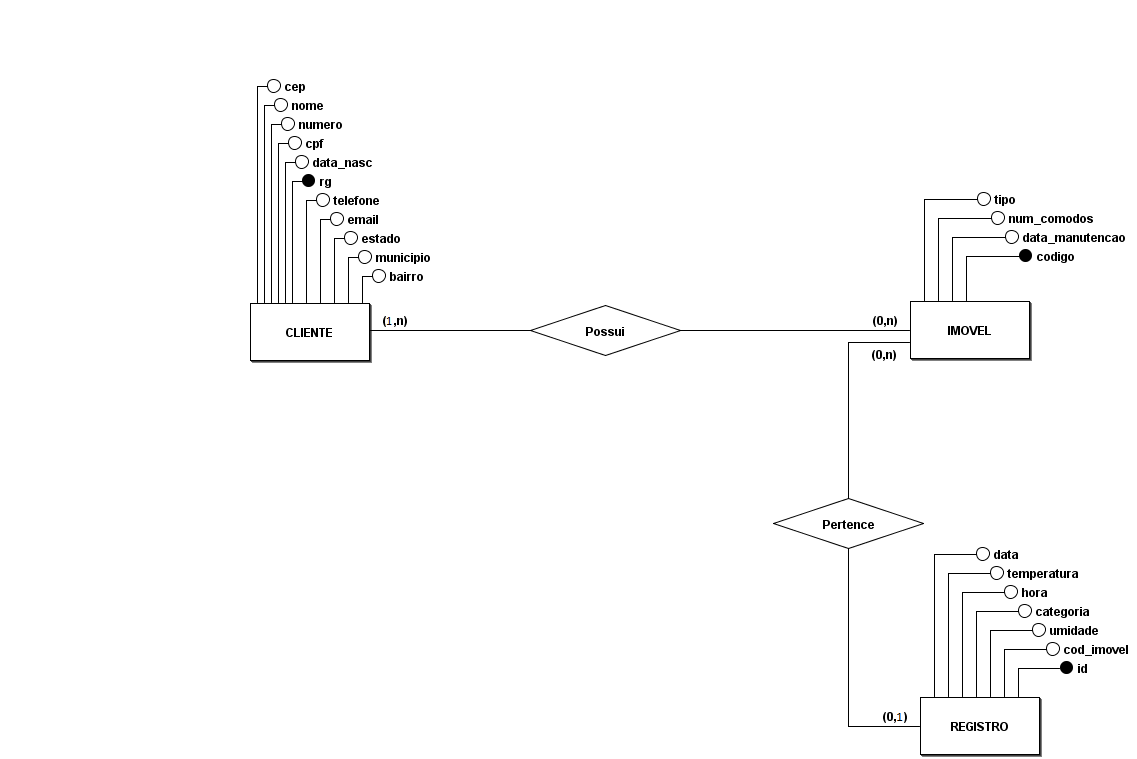 cep
nome
numero
cpf
data_nasc
rg
telefone
email
estado
municipio
bairro
CLIENTE
(1,n)
Possui
(0,n)
tipo
num_comodos
data_manutencao
codigo
IMOVEL
(0,n)
Pertence
data
temperatura
hora
categoria
umidade
cod_imovel
id
(0,1)
REGISTRO